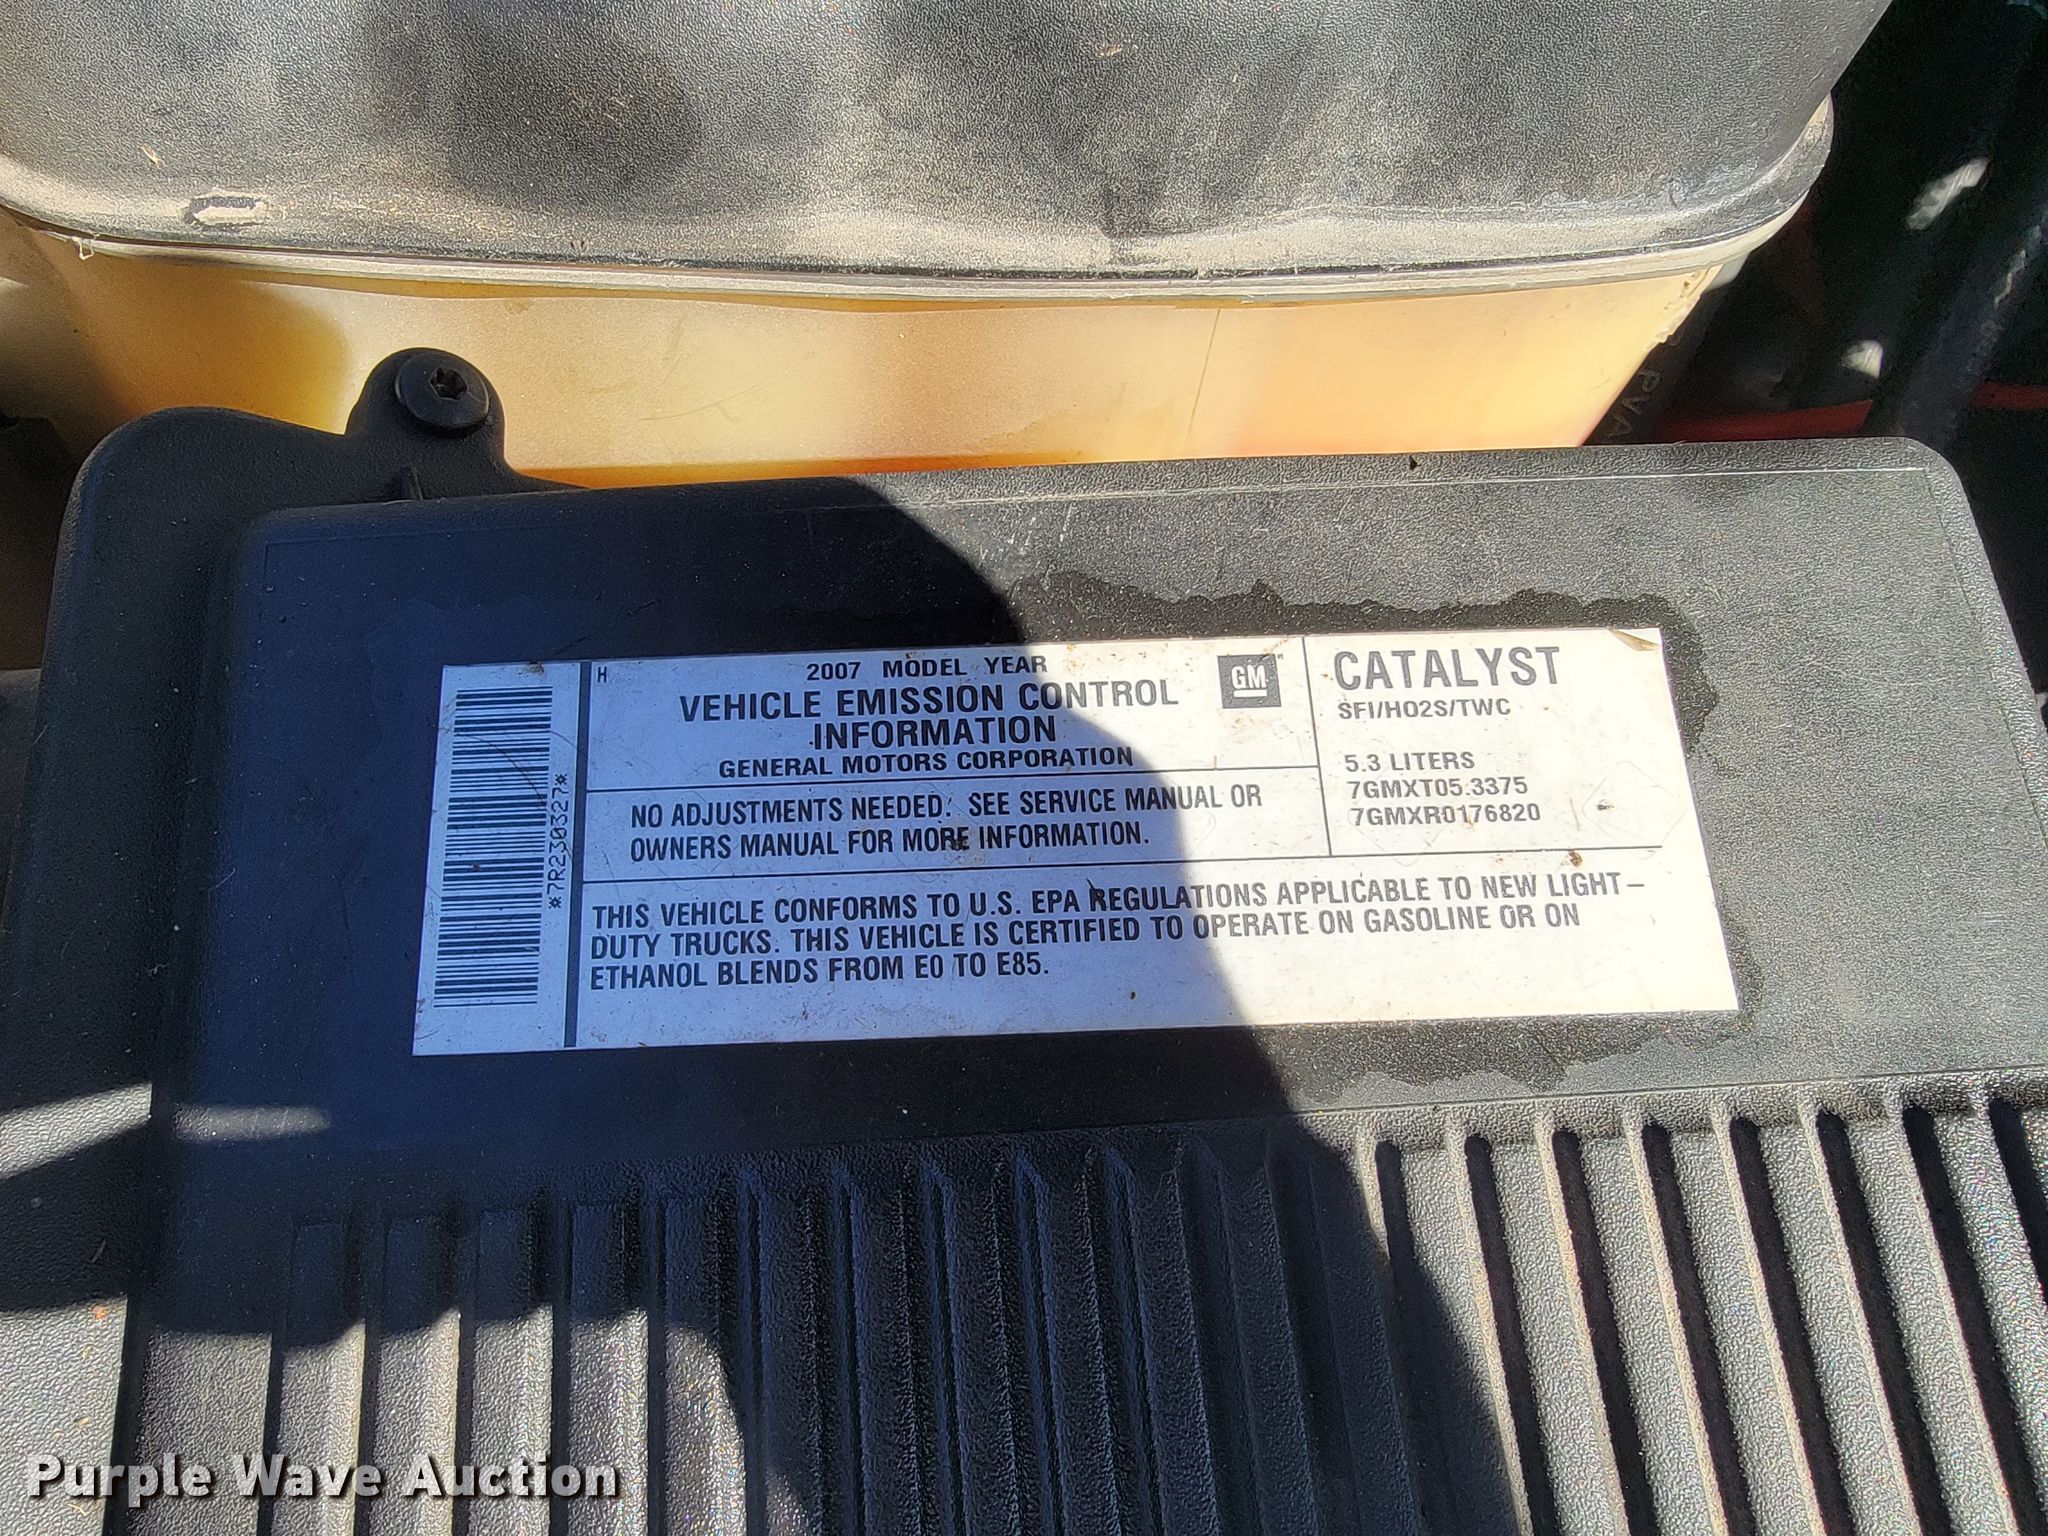 PVA
H
2007 MODEL YEAR
VEHICLE EMISSION CONTROL
INFORMATION
GENERAL MOTORS CORPORATION
GM
CATALYST
SFI/HO2S/TWC
5.3 LITERS
7GMXT05.3375
7GMXR0176820
*7R230327*
NO ADJUSTMENTS NEEDED. SEE SERVICE MANUAL OR
OWNERS MANUAL FOR MORE INFORMATION.
THIS VEHICLE CONFORMS TO U.S. EPA REGULATIONS APPLICABLE TO NEW LIGHT–
DUTY TRUCKS. THIS VEHICLE IS CERTIFIED TO OPERATE ON GASOLINE OR ON
ETHANOL BLENDS FROM E0 TO E85.
Purple Wave Auction